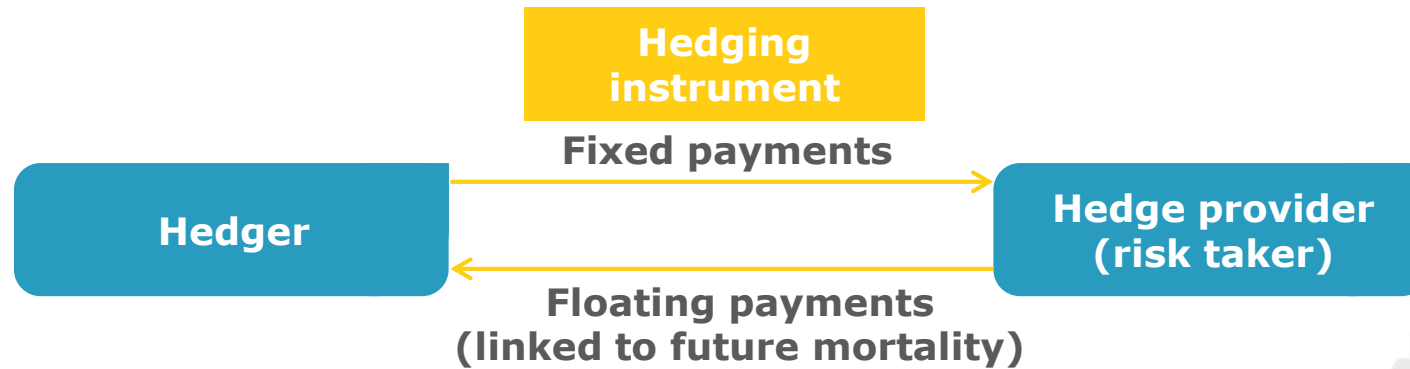 Hedging
instrument
Fixed payments
Hedger
Hedge provider
(risk taker)
Floating payments
(linked to future mortality)